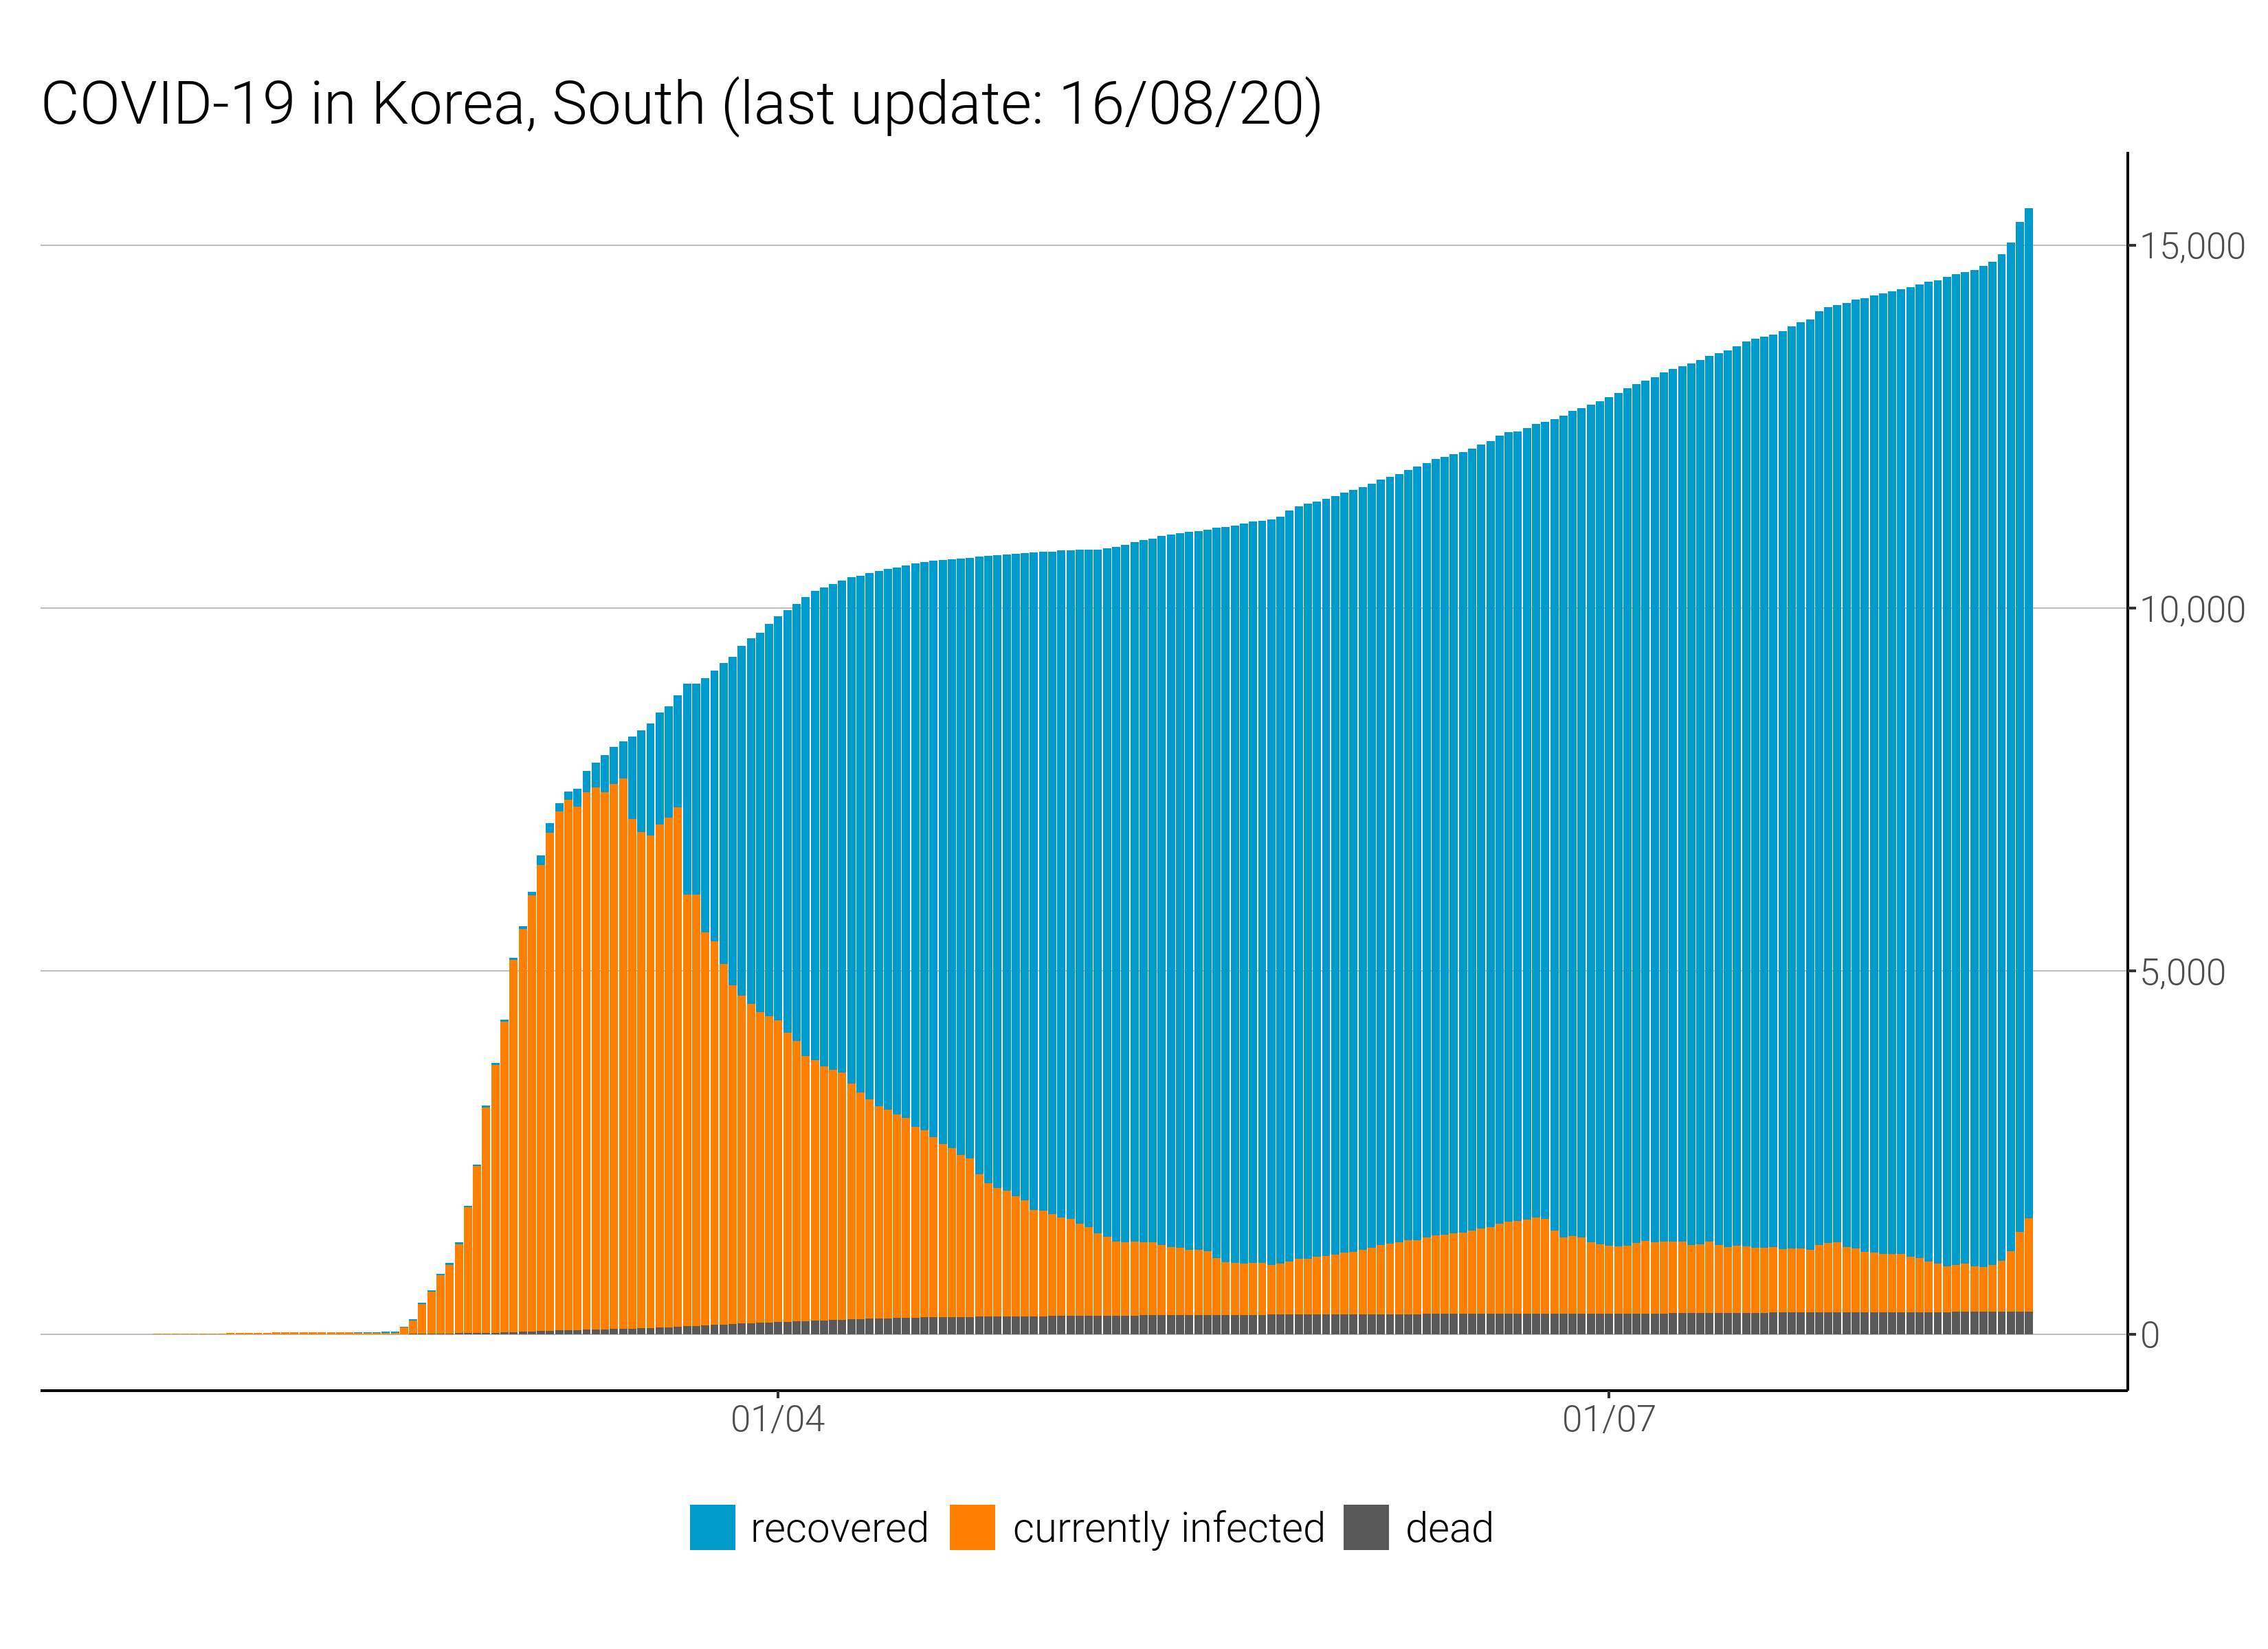 COVID-19 in Korea, South (last update: 16/08/20)
15,000
10,000
5,000
0
01/04 01/07
recovered currently infected dead